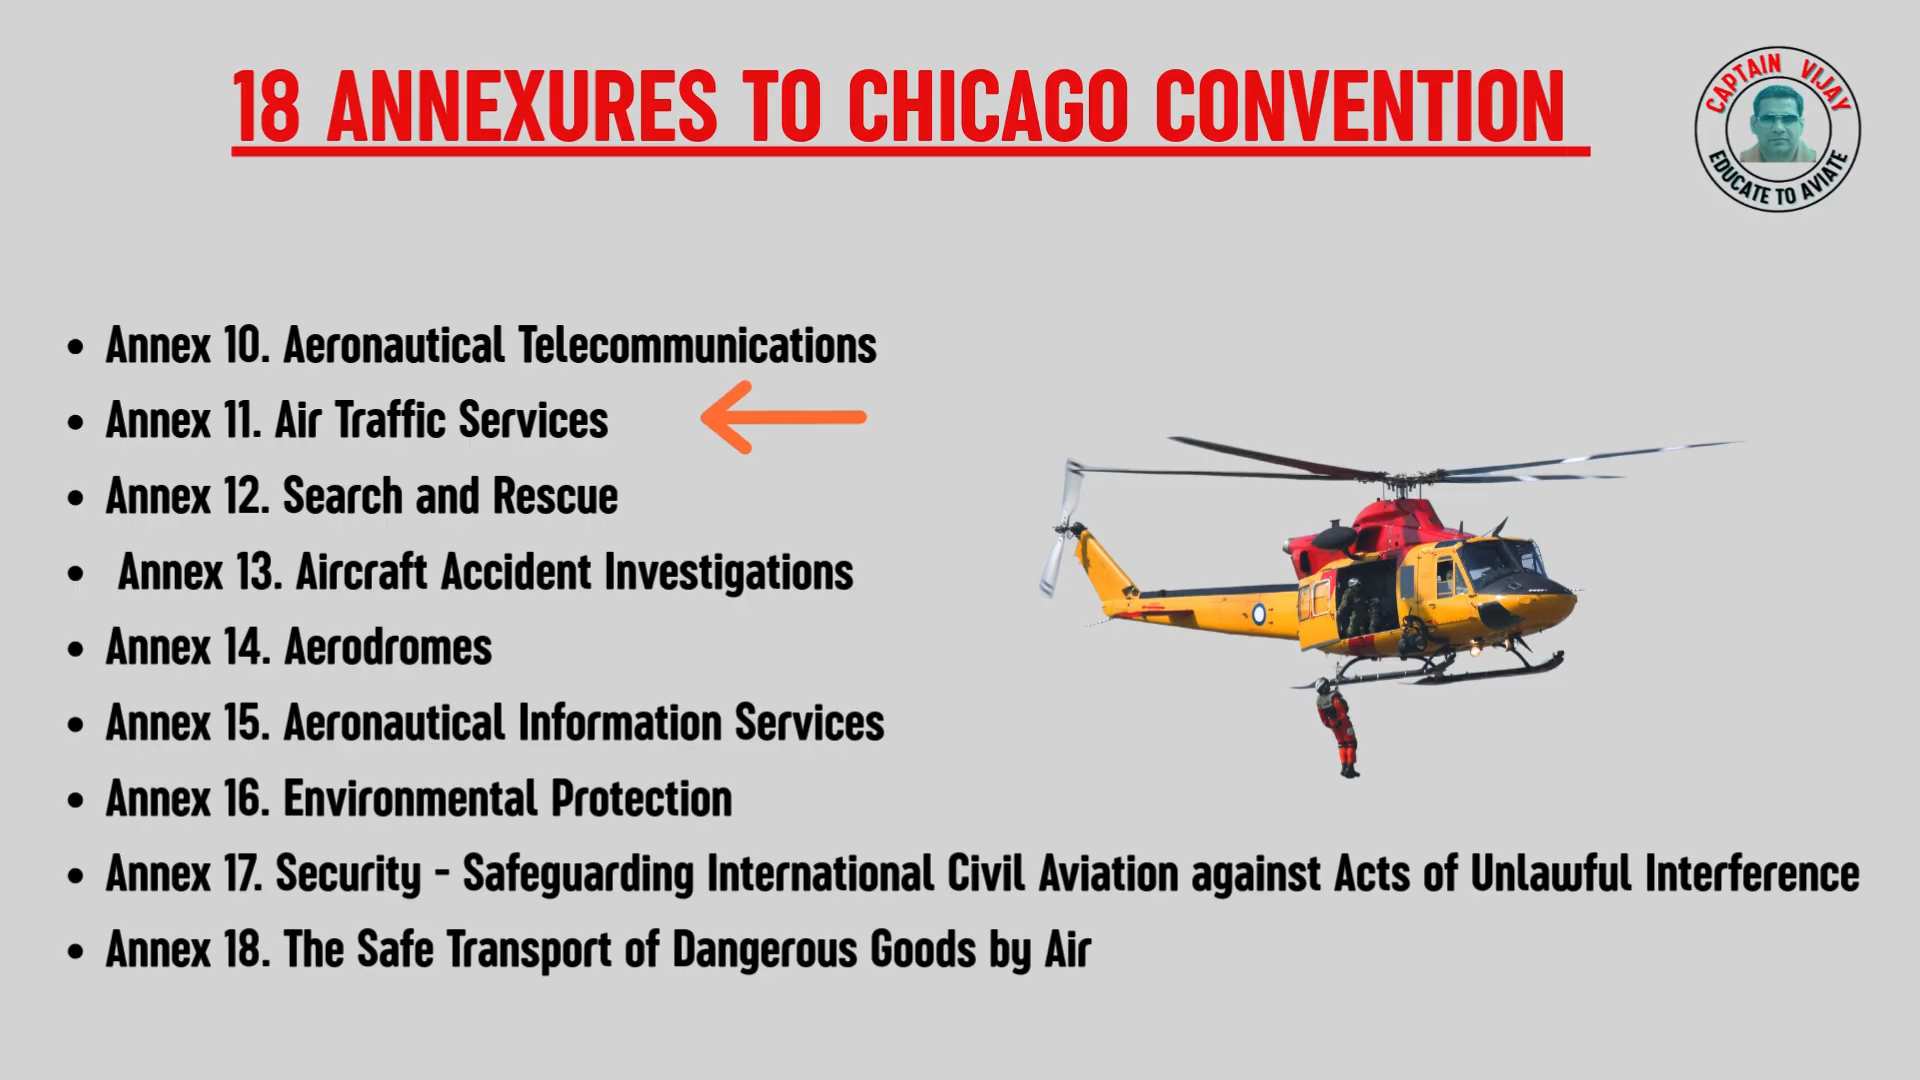 18 ANNEXURES TO CHICAGO CONVENTION
CAPTAIN VIJAY
EDUCATE TO AVIATE
• Annex 10. Aeronautical Telecommunications
• Annex 11. Air Traffic Services
• Annex 12. Search and Rescue
• Annex 13. Aircraft Accident Investigations
• Annex 14. Aerodromes
• Annex 15. Aeronautical Information Services
• Annex 16. Environmental Protection
• Annex 17. Security - Safeguarding International Civil Aviation against Acts of Unlawful Interference
• Annex 18. The Safe Transport of Dangerous Goods by Air